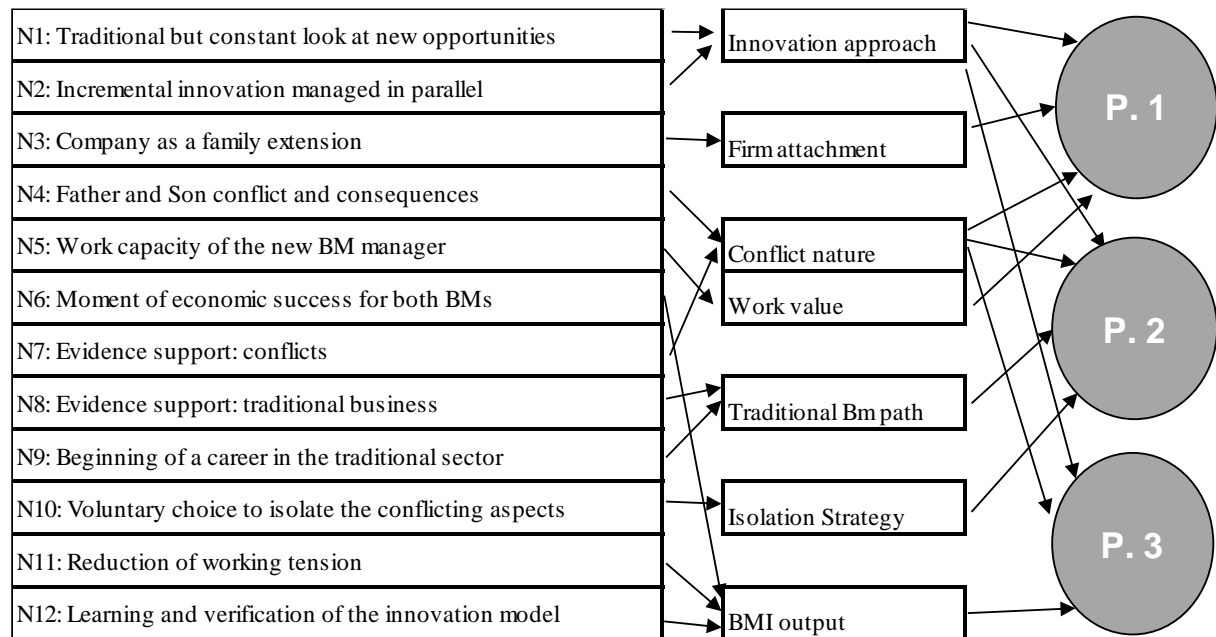 N1: Traditional but constant look at new opportunities
N2: Incremental innovation managed in parallel
N3: Company as a family extension
N4: Father and Son conflict and consequences
N5: Work capacity of the new BM manager
N6: Moment of economic success for both BMs
N7: Evidence support: conflicts
N8: Evidence support: traditional business
N9: Beginning of a career in the traditional sector
N10: Voluntary choice to isolate the conflicting aspects
N11: Reduction of working tension
N12: Learning and verification of the innovation model
Innovation approach
Firm attachment
Conflict nature
Work value
Traditional Bm path
Isolation Strategy
BMI output
P. 1
P. 2
P. 3